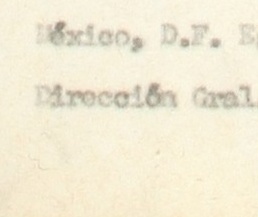 México, D.F. E
Dirección Gral.